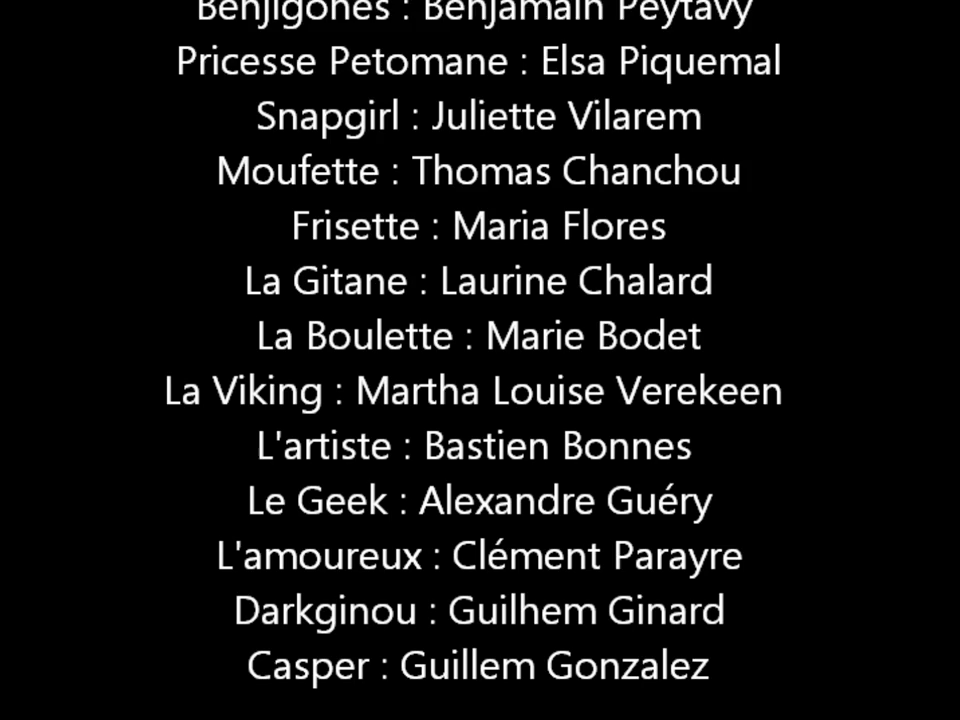 Benjigones : Benjamain Peytavy
Pricesse Petomane : Elsa Piquemal
Snapgirl : Juliette Vilarem
Moufette : Thomas Chanchou
Frisette : Maria Flores
La Gitane : Laurine Chalard
La Boulette : Marie Bodet
La Viking : Martha Louise Verekeen
L'artiste : Bastien Bonnes
Le Geek : Alexandre Guéry
L'amoureux : Clément Parayre
Darkginou : Guilhem Ginard
Casper : Guillem Gonzalez